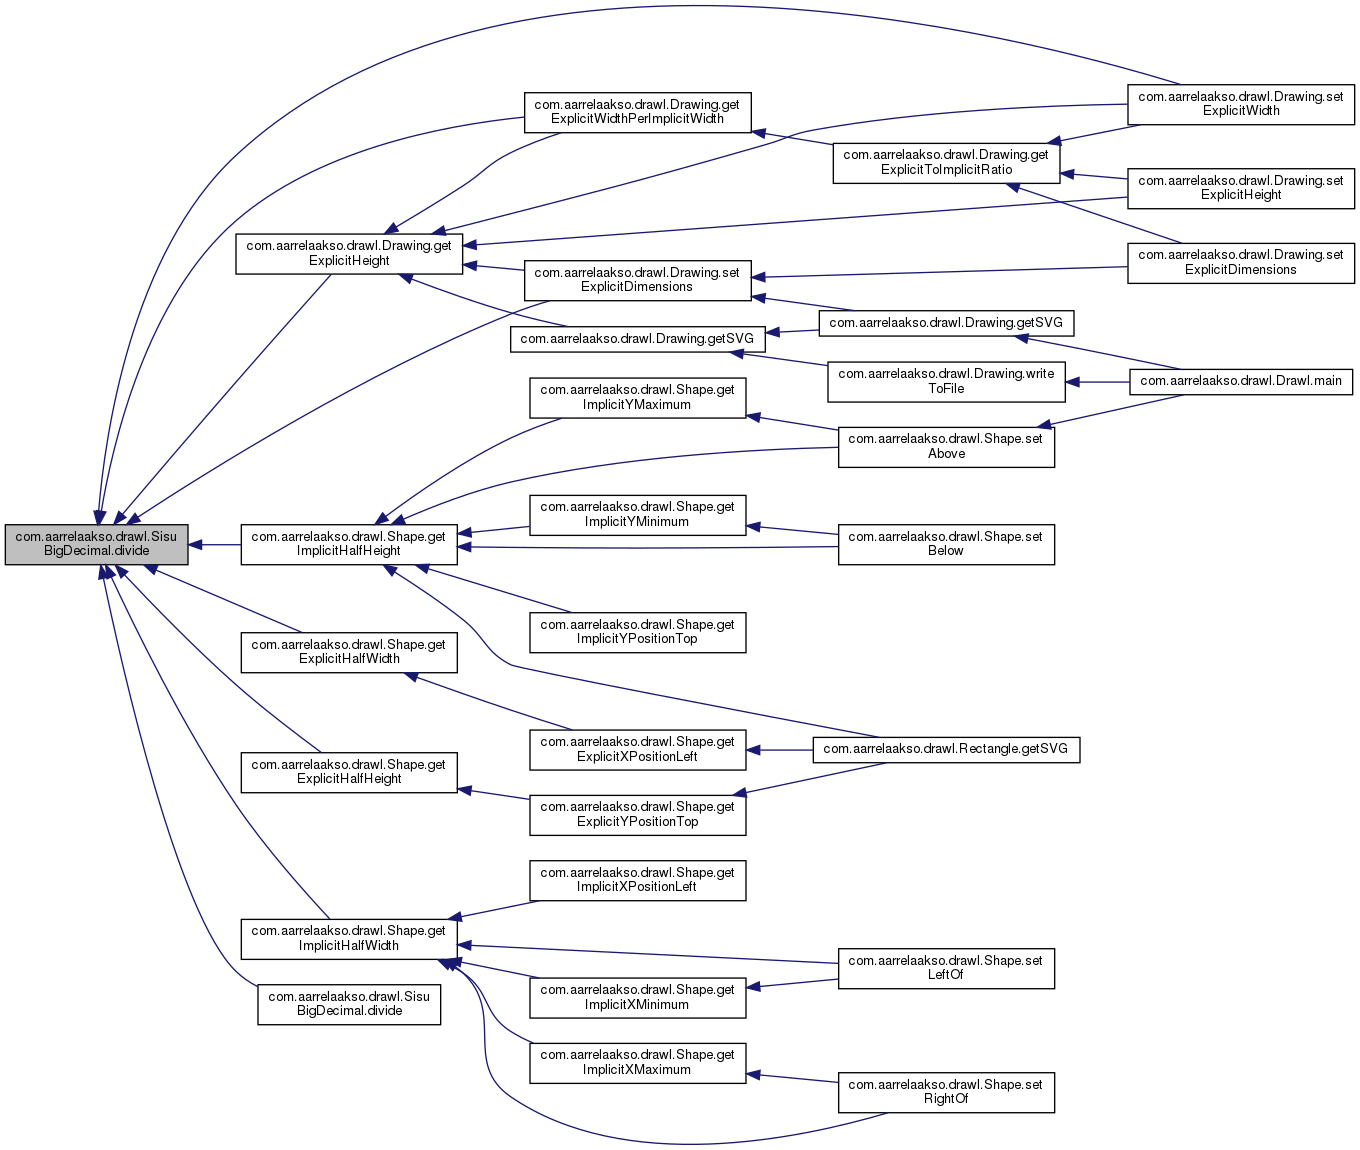 com.aarrelaakso.drawl.Sisu
BigDecimal.divide
com.aarrelaakso.drawl.Drawing.get
ExplicitHeight
com.aarrelaakso.drawl.Shape.get
ImplicitHalfHeight
com.aarrelaakso.drawl.Shape.get
ExplicitHalfWidth
com.aarrelaakso.drawl.Shape.get
ExplicitHalfHeight
com.aarrelaakso.drawl.Shape.get
ImplicitHalfWidth
com.aarrelaakso.drawl.Sisu
BigDecimal.divide
com.aarrelaakso.drawl.Drawing.get
ExplicitWidthPerImplicitWidth
com.aarrelaakso.drawl.Drawing.set
ExplicitDimensions
com.aarrelaakso.drawl.Drawing.getSVG
com.aarrelaakso.drawl.Shape.get
ImplicitYMaximum
com.aarrelaakso.drawl.Shape.get
ImplicitYMinimum
com.aarrelaakso.drawl.Shape.get
ImplicitYPositionTop
com.aarrelaakso.drawl.Shape.get
ExplicitXPositionLeft
com.aarrelaakso.drawl.Shape.get
ExplicitYPositionTop
com.aarrelaakso.drawl.Shape.get
ImplicitXPositionLeft
com.aarrelaakso.drawl.Shape.get
ImplicitXMinimum
com.aarrelaakso.drawl.Shape.get
ImplicitXMaximum
com.aarrelaakso.drawl.Drawing.get
ExplicitToImplicitRatio
com.aarrelaakso.drawl.Drawing.getSVG
com.aarrelaakso.drawl.Drawing.write
ToFile
com.aarrelaakso.drawl.Shape.set
Above
com.aarrelaakso.drawl.Shape.set
Below
com.aarrelaakso.drawl.Rectangle.getSVG
com.aarrelaakso.drawl.Shape.set
LeftOf
com.aarrelaakso.drawl.Shape.set
RightOf
com.aarrelaakso.drawl.Drawing.set
ExplicitWidth
com.aarrelaakso.drawl.Drawing.set
ExplicitHeight
com.aarrelaakso.drawl.Drawing.set
ExplicitDimensions
com.aarrelaakso.drawl.Drawl.main